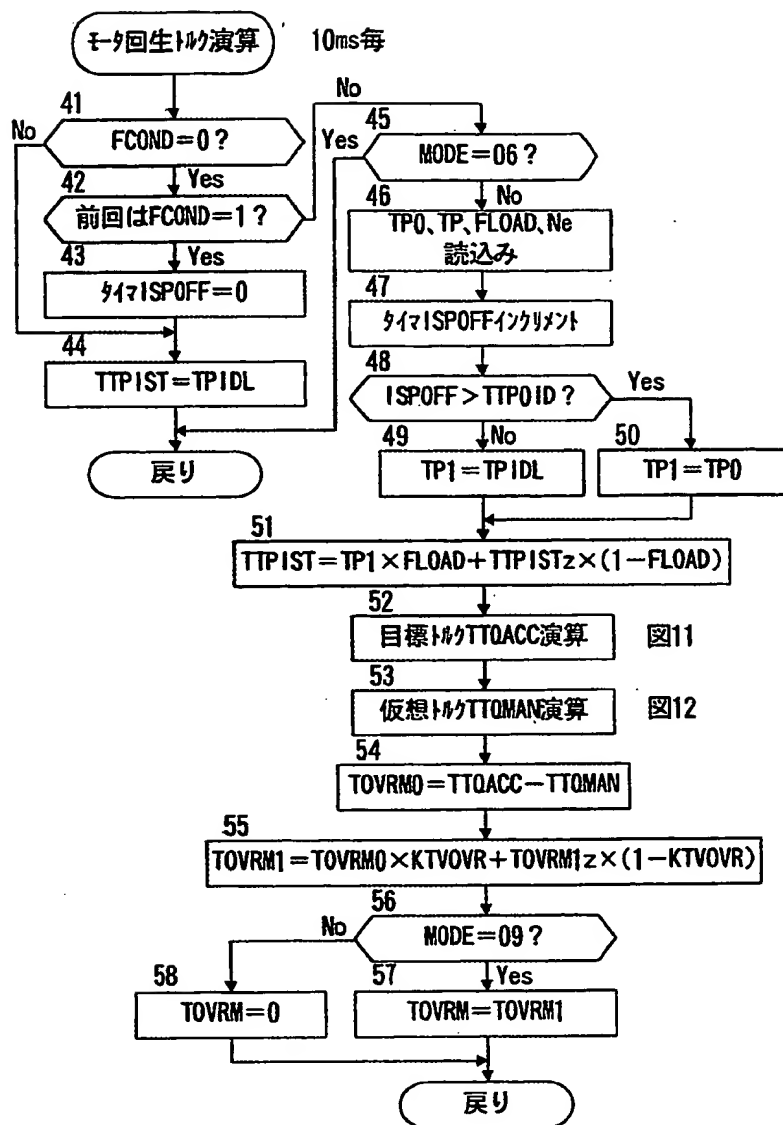 ﾓｰﾀ回生ﾄﾙｸ演算
10ms毎
41
FCOND=0?
No
Yes
42
前回はFCOND=1?
No
Yes
43
ﾀｲﾏISPOFF=0
44
TTPIST=TPIDL
戻り
45
MODE=06?
Yes
No
46
TP0、TP、FLOAD、Ne
読込み
47
ﾀｲﾏISPOFFｲﾝｸﾘﾒﾝﾄ
48
ISPOFF>TTPOID?
Yes
No
49
TP1=TPIDL
50
TP1=TP0
51
TTPIST=TP1×FLOAD+TTPISTz×(1-FLOAD)
52
目標ﾄﾙｸTTQACC演算
図11
53
仮想ﾄﾙｸTTQMAN演算
図12
54
TOVRM0=TTQACC-TTQMAN
55
TOVRM1=TOVRM0×KTVOVR+TOVRM1z×(1-KTVOVR)
56
MODE=09?
No
Yes
58
TOVRM=0
57
TOVRM=TOVRM1
戻り